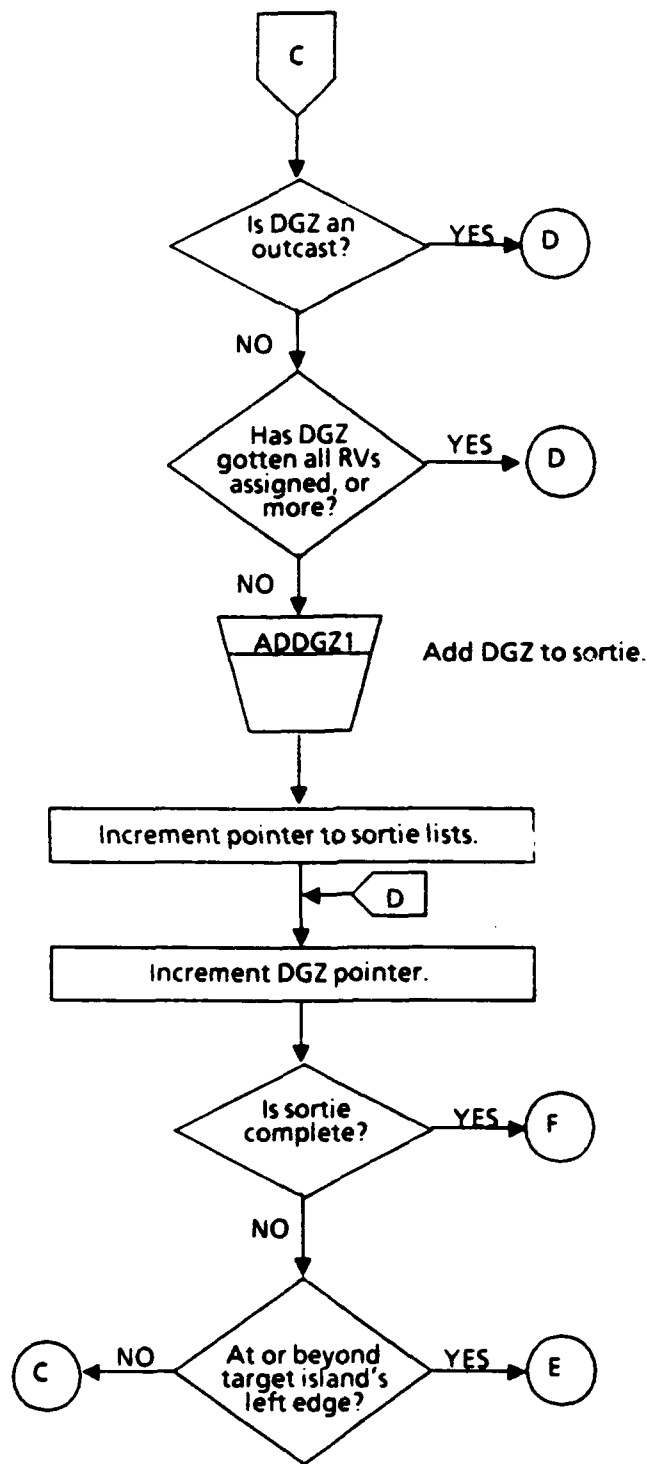 C
Is DGZ an
outcast?
YES
D
NO
Has DGZ
gotten all RVs
assigned, or
more?
YES
D
NO
ADDGZ1
Add DGZ to sortie.
Increment pointer to sortie lists.
D
Increment DGZ pointer.
Is sortie
complete?
YES
F
NO
C
NO
At or beyond
target island's
left edge?
YES
E